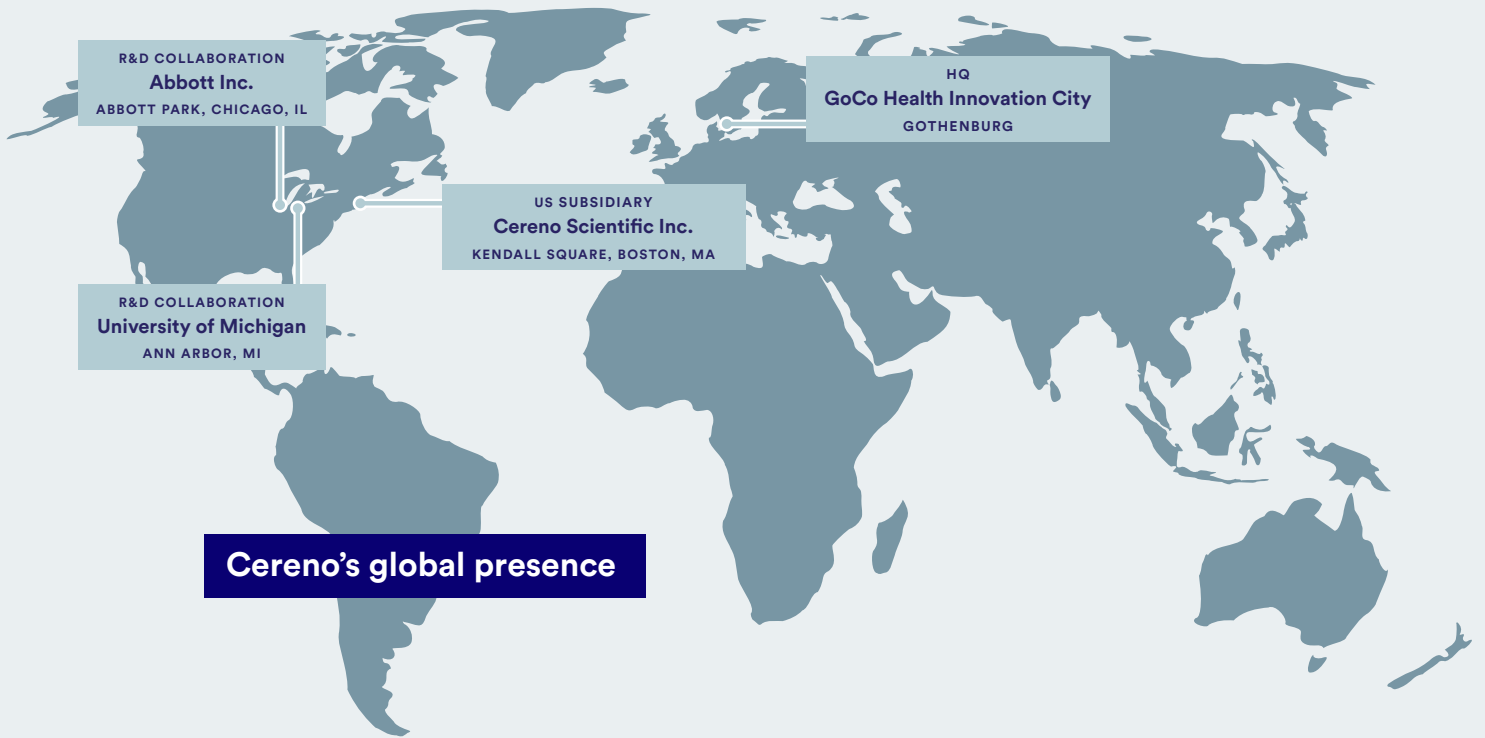 R&D COLLABORATION
Abbott Inc.
ABBOTT PARK, CHICAGO, IL
HQ
GoCo Health Innovation City
GOTHENBURG
US SUBSIDIARY
Cereno Scientific Inc.
KENDALL SQUARE, BOSTON, MA
R&D COLLABORATION
University of Michigan
ANN ARBOR, MI
Cereno’s global presence